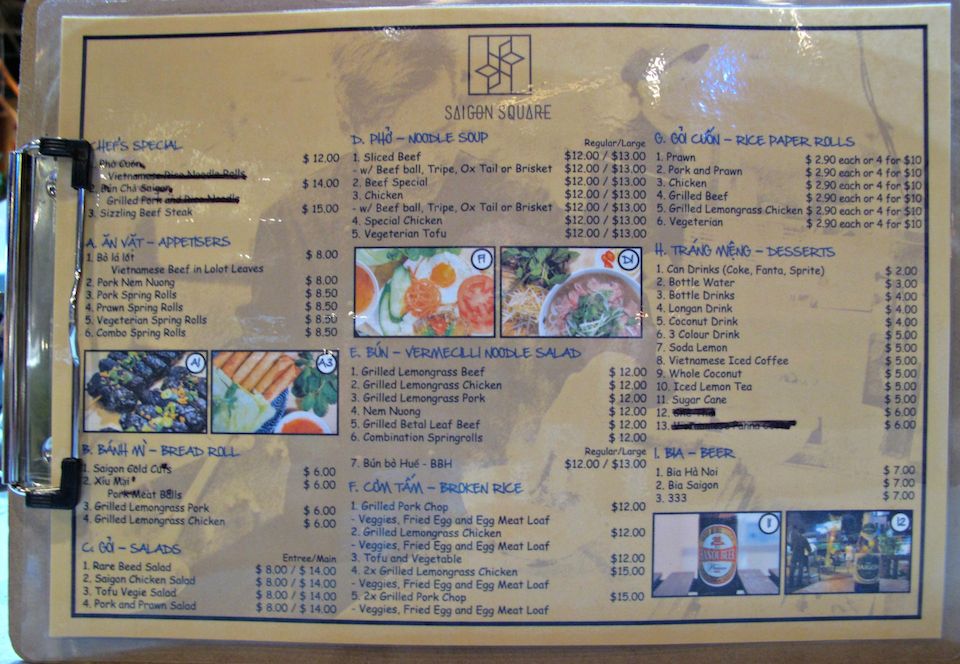 SAIGON SQUARE
CHEF'S SPECIAL
1. Phở Cuốn $ 12.00
Vietnamese Rice Noodle Rolls
2. Bún Chả Saigon $ 14.00
Grilled Pork and Rice Noodle
3. Sizzling Beef Steak $ 15.00
A. ĂN VẶT – APPETISERS
1. Bò lá lốt $ 8.00
Vietnamese Beef in Lolot Leaves
2. Pork Nem Nuong $ 8.00
3. Pork Spring Rolls $ 8.50
4. Prawn Spring Rolls $ 8.50
5. Vegeterian Spring Rolls $ 8.50
6. Combo Spring Rolls $ 8.50
A1
A3
B. BÁNH MÌ – BREAD ROLL
1. Saigon Cold Cuts $ 6.00
2. Xíu Mai $ 6.00
Pork Meat Balls
3. Grilled Lemongrass Pork $ 6.00
4. Grilled Lemongrass Chicken $ 6.00
C. GỎI – SALADS
Entree/Main
1. Rare Beed Salad $ 8.00 / $ 14.00
2. Saigon Chicken Salad $ 8.00 / $ 14.00
3. Tofu Vegie Salad $ 8.00 / $ 14.00
4. Pork and Prawn Salad $ 8.00 / $ 14.00
D. PHỞ – NOODLE SOUP
Regular/Large
1. Sliced Beef $12.00 / $13.00
- w/ Beef ball, Tripe, Ox Tail or Brisket $12.00 / $13.00
2. Beef Special $12.00 / $13.00
3. Chicken $12.00 / $13.00
- w/ Beef ball, Tripe, Ox Tail or Brisket $12.00 / $13.00
4. Special Chicken $12.00 / $13.00
5. Vegeterian Tofu $12.00 / $13.00
F1
D1
E. BÚN – VERMECILLI NOODLE SALAD
1. Grilled Lemongrass Beef $ 12.00
2. Grilled Lemongrass Chicken $ 12.00
3. Grilled Lemongrass Pork $ 12.00
4. Nem Nuong $ 12.00
5. Grilled Betal Leaf Beef $ 12.00
6. Combination Springrolls $ 12.00
Regular/Large
7. Bún bò Huế - BBH $12.00 / $13.00
F. CƠM TẤM – BROKEN RICE
1. Grilled Pork Chop $12.00
- Veggies, Fried Egg and Egg Meat Loaf
2. Grilled Lemongrass Chicken
- Veggies, Fried Egg and Egg Meat Loaf
3. Tofu and Vegetable $12.00
4. 2x Grilled Lemongrass Chicken $15.00
- Veggies, Fried Egg and Egg Meat Loaf
5. 2x Grilled Pork Chop $15.00
- Veggies, Fried Egg and Egg Meat Loaf
G. GỎI CUỐN – RICE PAPER ROLLS
1. Prawn $ 2.90 each or 4 for $10
2. Pork and Prawn $ 2.90 each or 4 for $10
3. Chicken $ 2.90 each or 4 for $10
4. Grilled Beef $ 2.90 each or 4 for $10
5. Grilled Lemongrass Chicken $ 2.90 each or 4 for $10
6. Vegeterian $ 2.90 each or 4 for $10
H. TRÁNG MIỆNG – DESSERTS
1. Can Drinks (Coke, Fanta, Sprite) $ 2.00
2. Bottle Water $ 3.00
3. Bottle Drinks $ 4.00
4. Longan Drink $ 4.00
5. Coconut Drink $ 4.00
6. 3 Colour Drink $ 5.00
7. Soda Lemon $ 5.00
8. Vietnamese Iced Coffee $ 5.00
9. Whole Coconut $ 5.00
10. Iced Lemon Tea $ 5.00
11. Sugar Cane $ 5.00
12. $ 6.00
13. $ 6.00
I. BIA – BEER
1. Bia Hà Noi $ 7.00
2. Bia Saigon $ 7.00
3. 333 $ 7.00
I1
I2
SAIGON